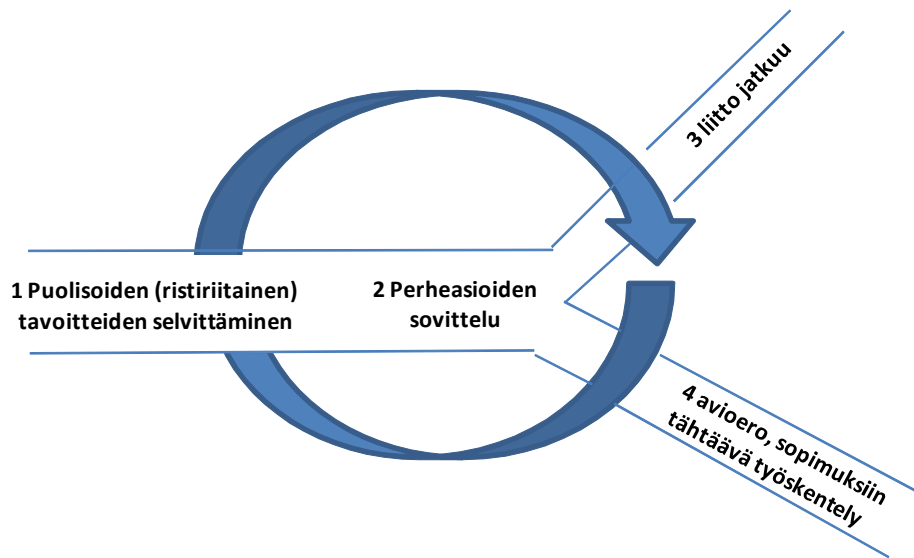 1 Puolisoiden (ristiriitainen)
tavoitteiden selvittäminen
2 Perheasioiden
sovittelu
3 liitto jatkuu
4 avioero, sopimuksiin
tähtäävä työskentely